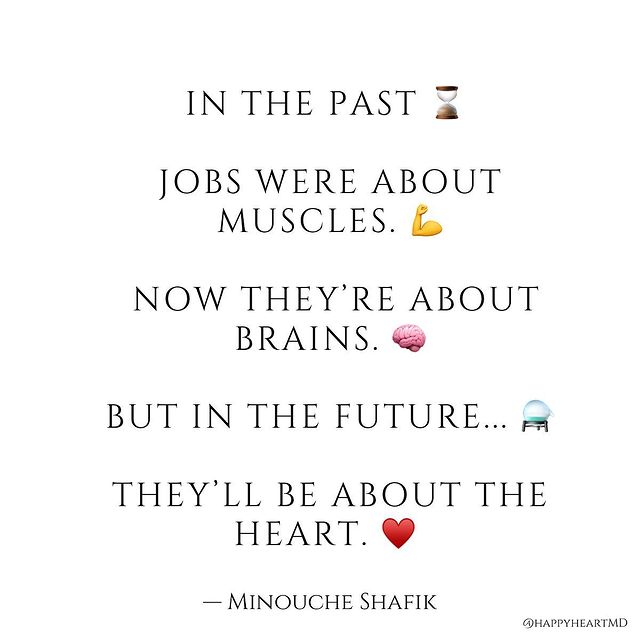 IN THE PAST ⏳
JOBS WERE ABOUT
MUSCLES. 💪
NOW THEY’RE ABOUT
BRAINS. 🧠
BUT IN THE FUTURE... 🔮
THEY’LL BE ABOUT THE
HEART. ♥️
— MINOUCHE SHAFIK
@HAPPYHEARTMD